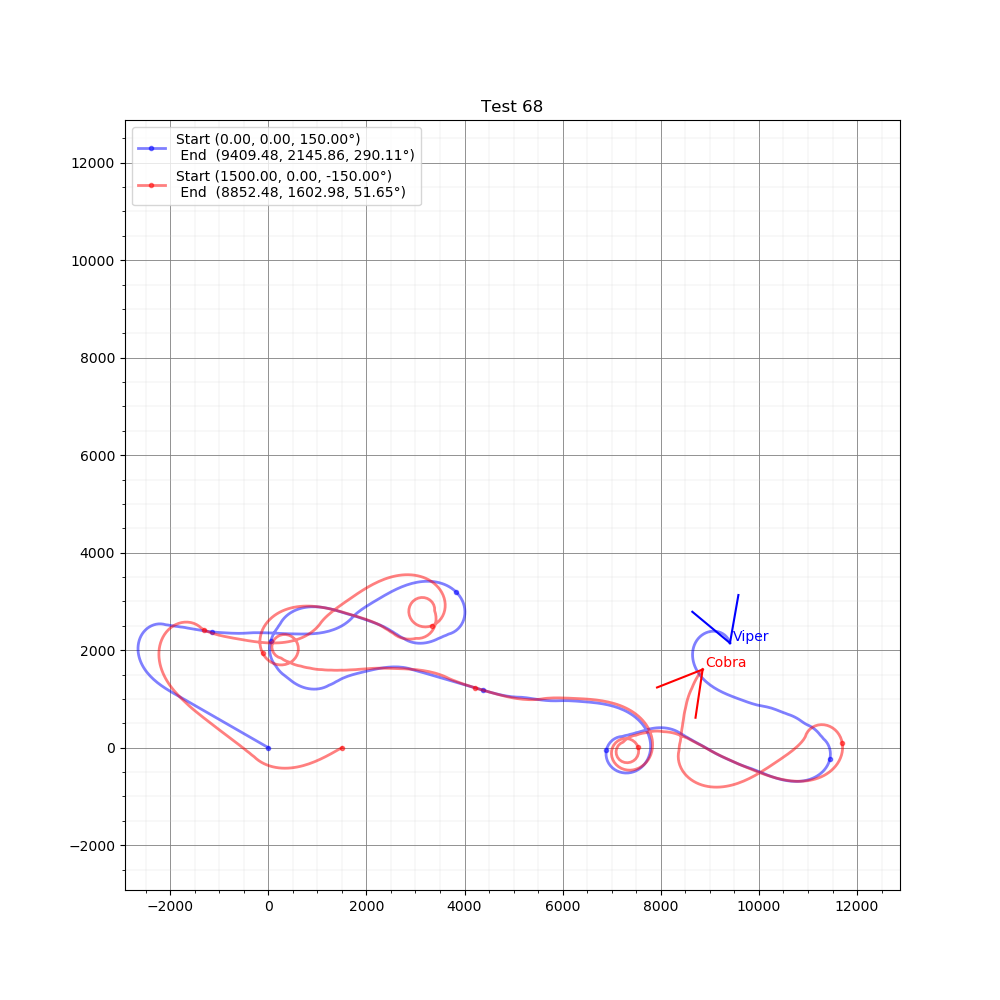 Test 68
Start (0.00, 0.00, 150.00°)
End (9409.48, 2145.86, 290.11°)
Start (1500.00, 0.00, -150.00°)
End (8852.48, 1602.98, 51.65°)
12000
10000
8000
6000
4000
2000
0
−2000
Viper
Cobra
−2000 0 2000 4000 6000 8000 10000 12000